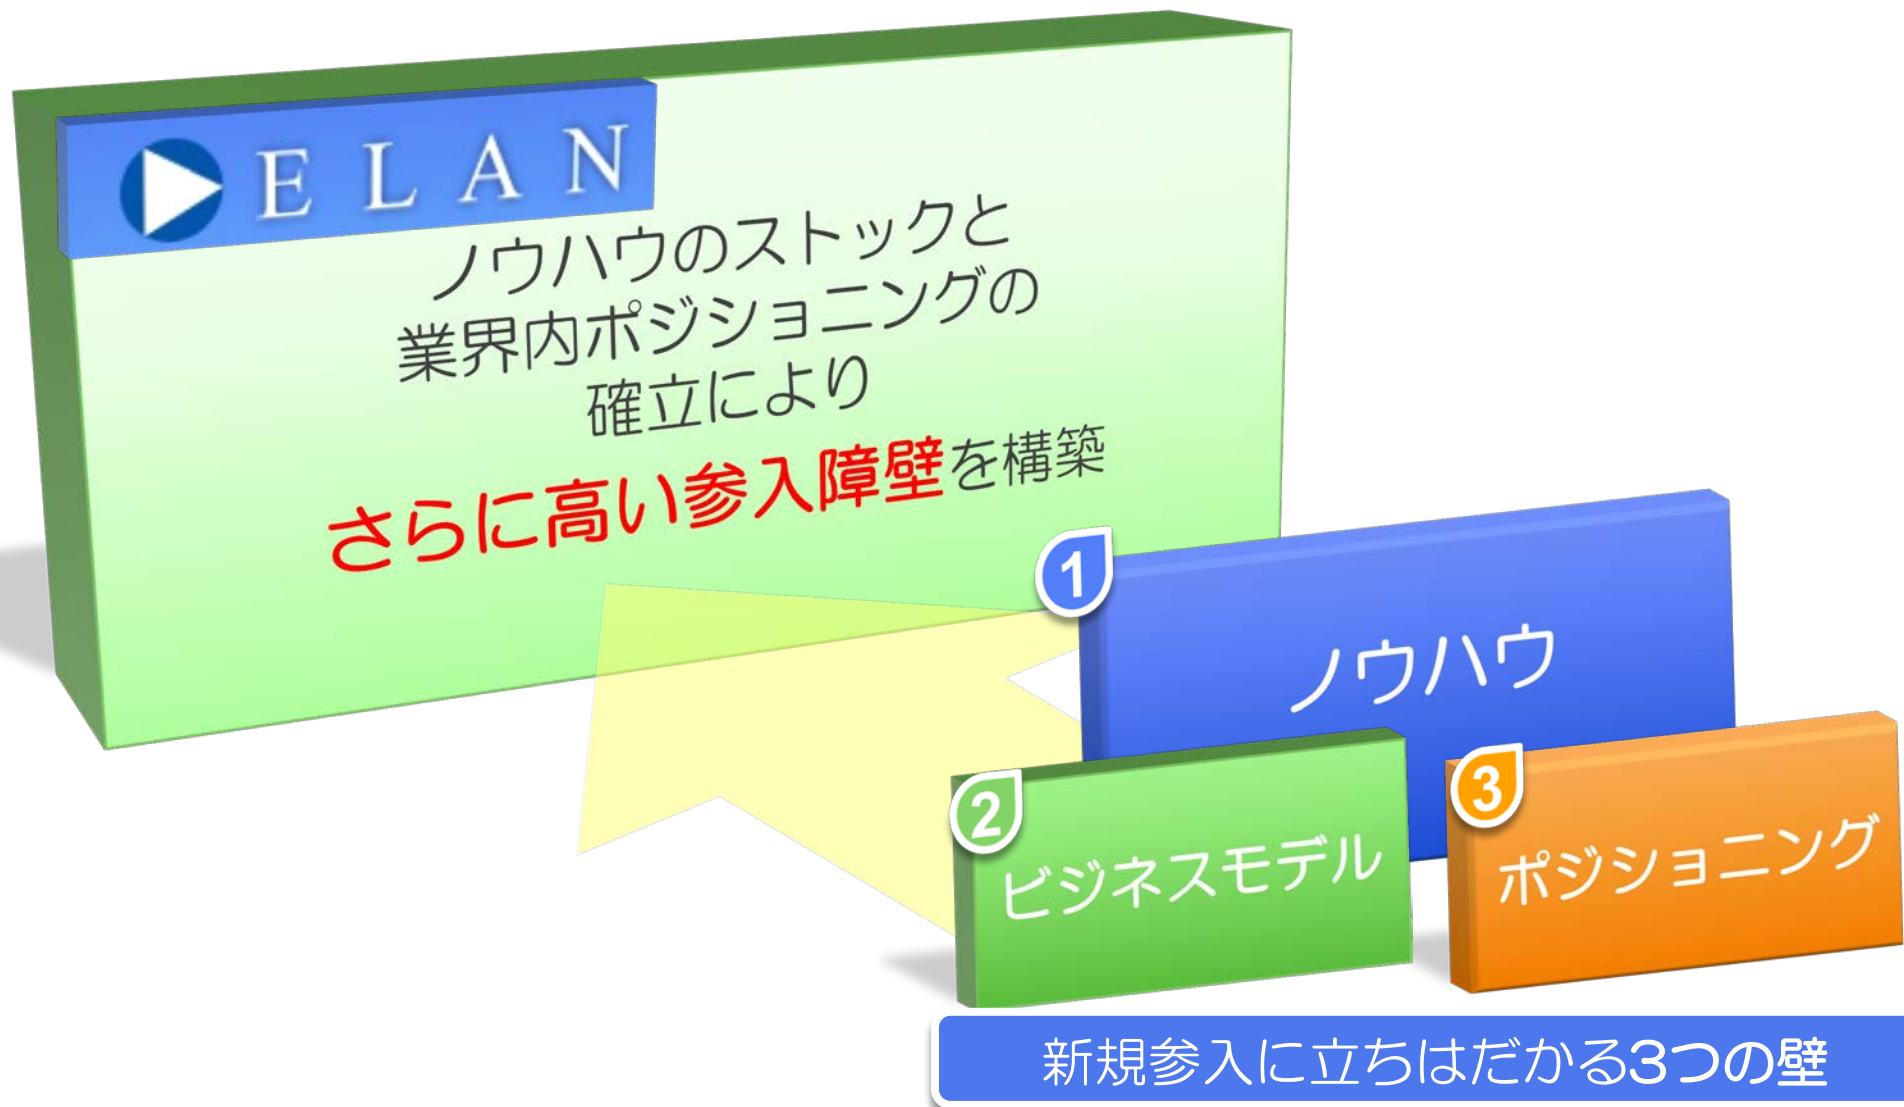 ELAN
ノウハウのストックと
業界内ポジショニングの
確立により
さらに高い参入障壁を構築
1
ノウハウ
2
ビジネスモデル
3
ポジショニング
新規参入に立ちはだかる3つの壁